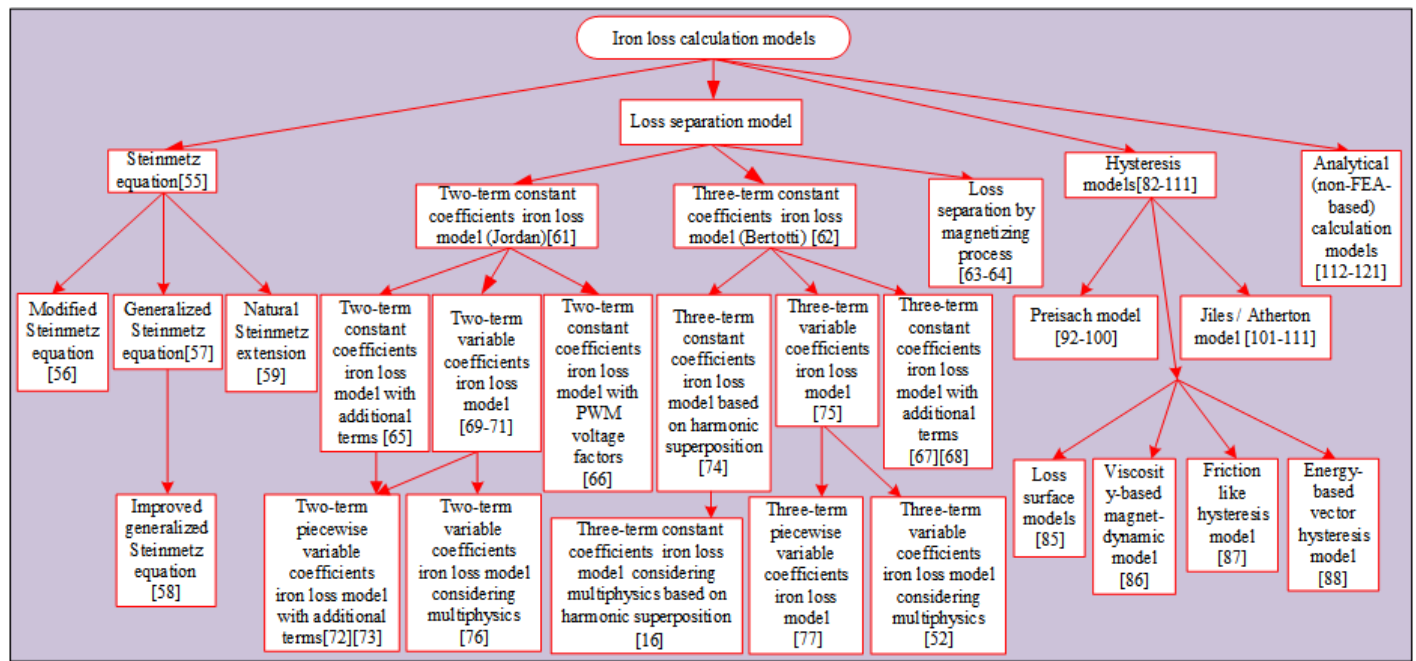 Iron loss calculation models
Loss separation model
Steinmetz
equation[55]
Hysteresis
models[82-111]
Analytical
(non-FEA-
based)
calculation
models
[112-121]
Two-term constant
coefficients iron loss
model (Jordan)[61]
Three-term constant
coefficients iron loss
model (Bertotti) [62]
Loss
separation by
magnetizing
process
[63-64]
Modified
Steinmetz
equation
[56]
Generalized
Steinmetz
equation[57]
Natural
Steinmetz
extension
[59]
Two-term
constant
coefficients
iron loss
model with
additional
terms [65]
Two-term
variable
coefficients
iron loss
model
[69-71]
Two-term
constant
coefficients
iron loss
model with
PWM
voltage
factors
[66]
Three-term
constant
coefficients
iron loss
model based
on harmonic
superposition
[74]
Three-term
variable
coefficients
iron loss
model
[75]
Three-term
constant
coefficients
iron loss
model with
additional
terms
[67][68]
Preisach model
[92-100]
Jiles / Atherton
model [101-111]
Improved
generalized
Steinmetz
equation
[58]
Two-term
piecewise
variable
coefficients
iron loss model
with additional
terms[72][73]
Two-term
variable
coefficients
iron loss model
considering
multiphysics
[76]
Three-term constant
coefficients iron loss
model considering
multiphysics based on
harmonic superposition
[16]
Three-term
piecewise
variable
coefficients
iron loss
model
[77]
Three-term
variable
coefficients
iron loss model
considering
multiphysics
[52]
Loss
surface
models
[85]
Viscosi
ty-based
magnet-
dynamic
model
[86]
Friction
like
hysteresis
model
[87]
Energy-
based
vector
hysteresis
model
[88]